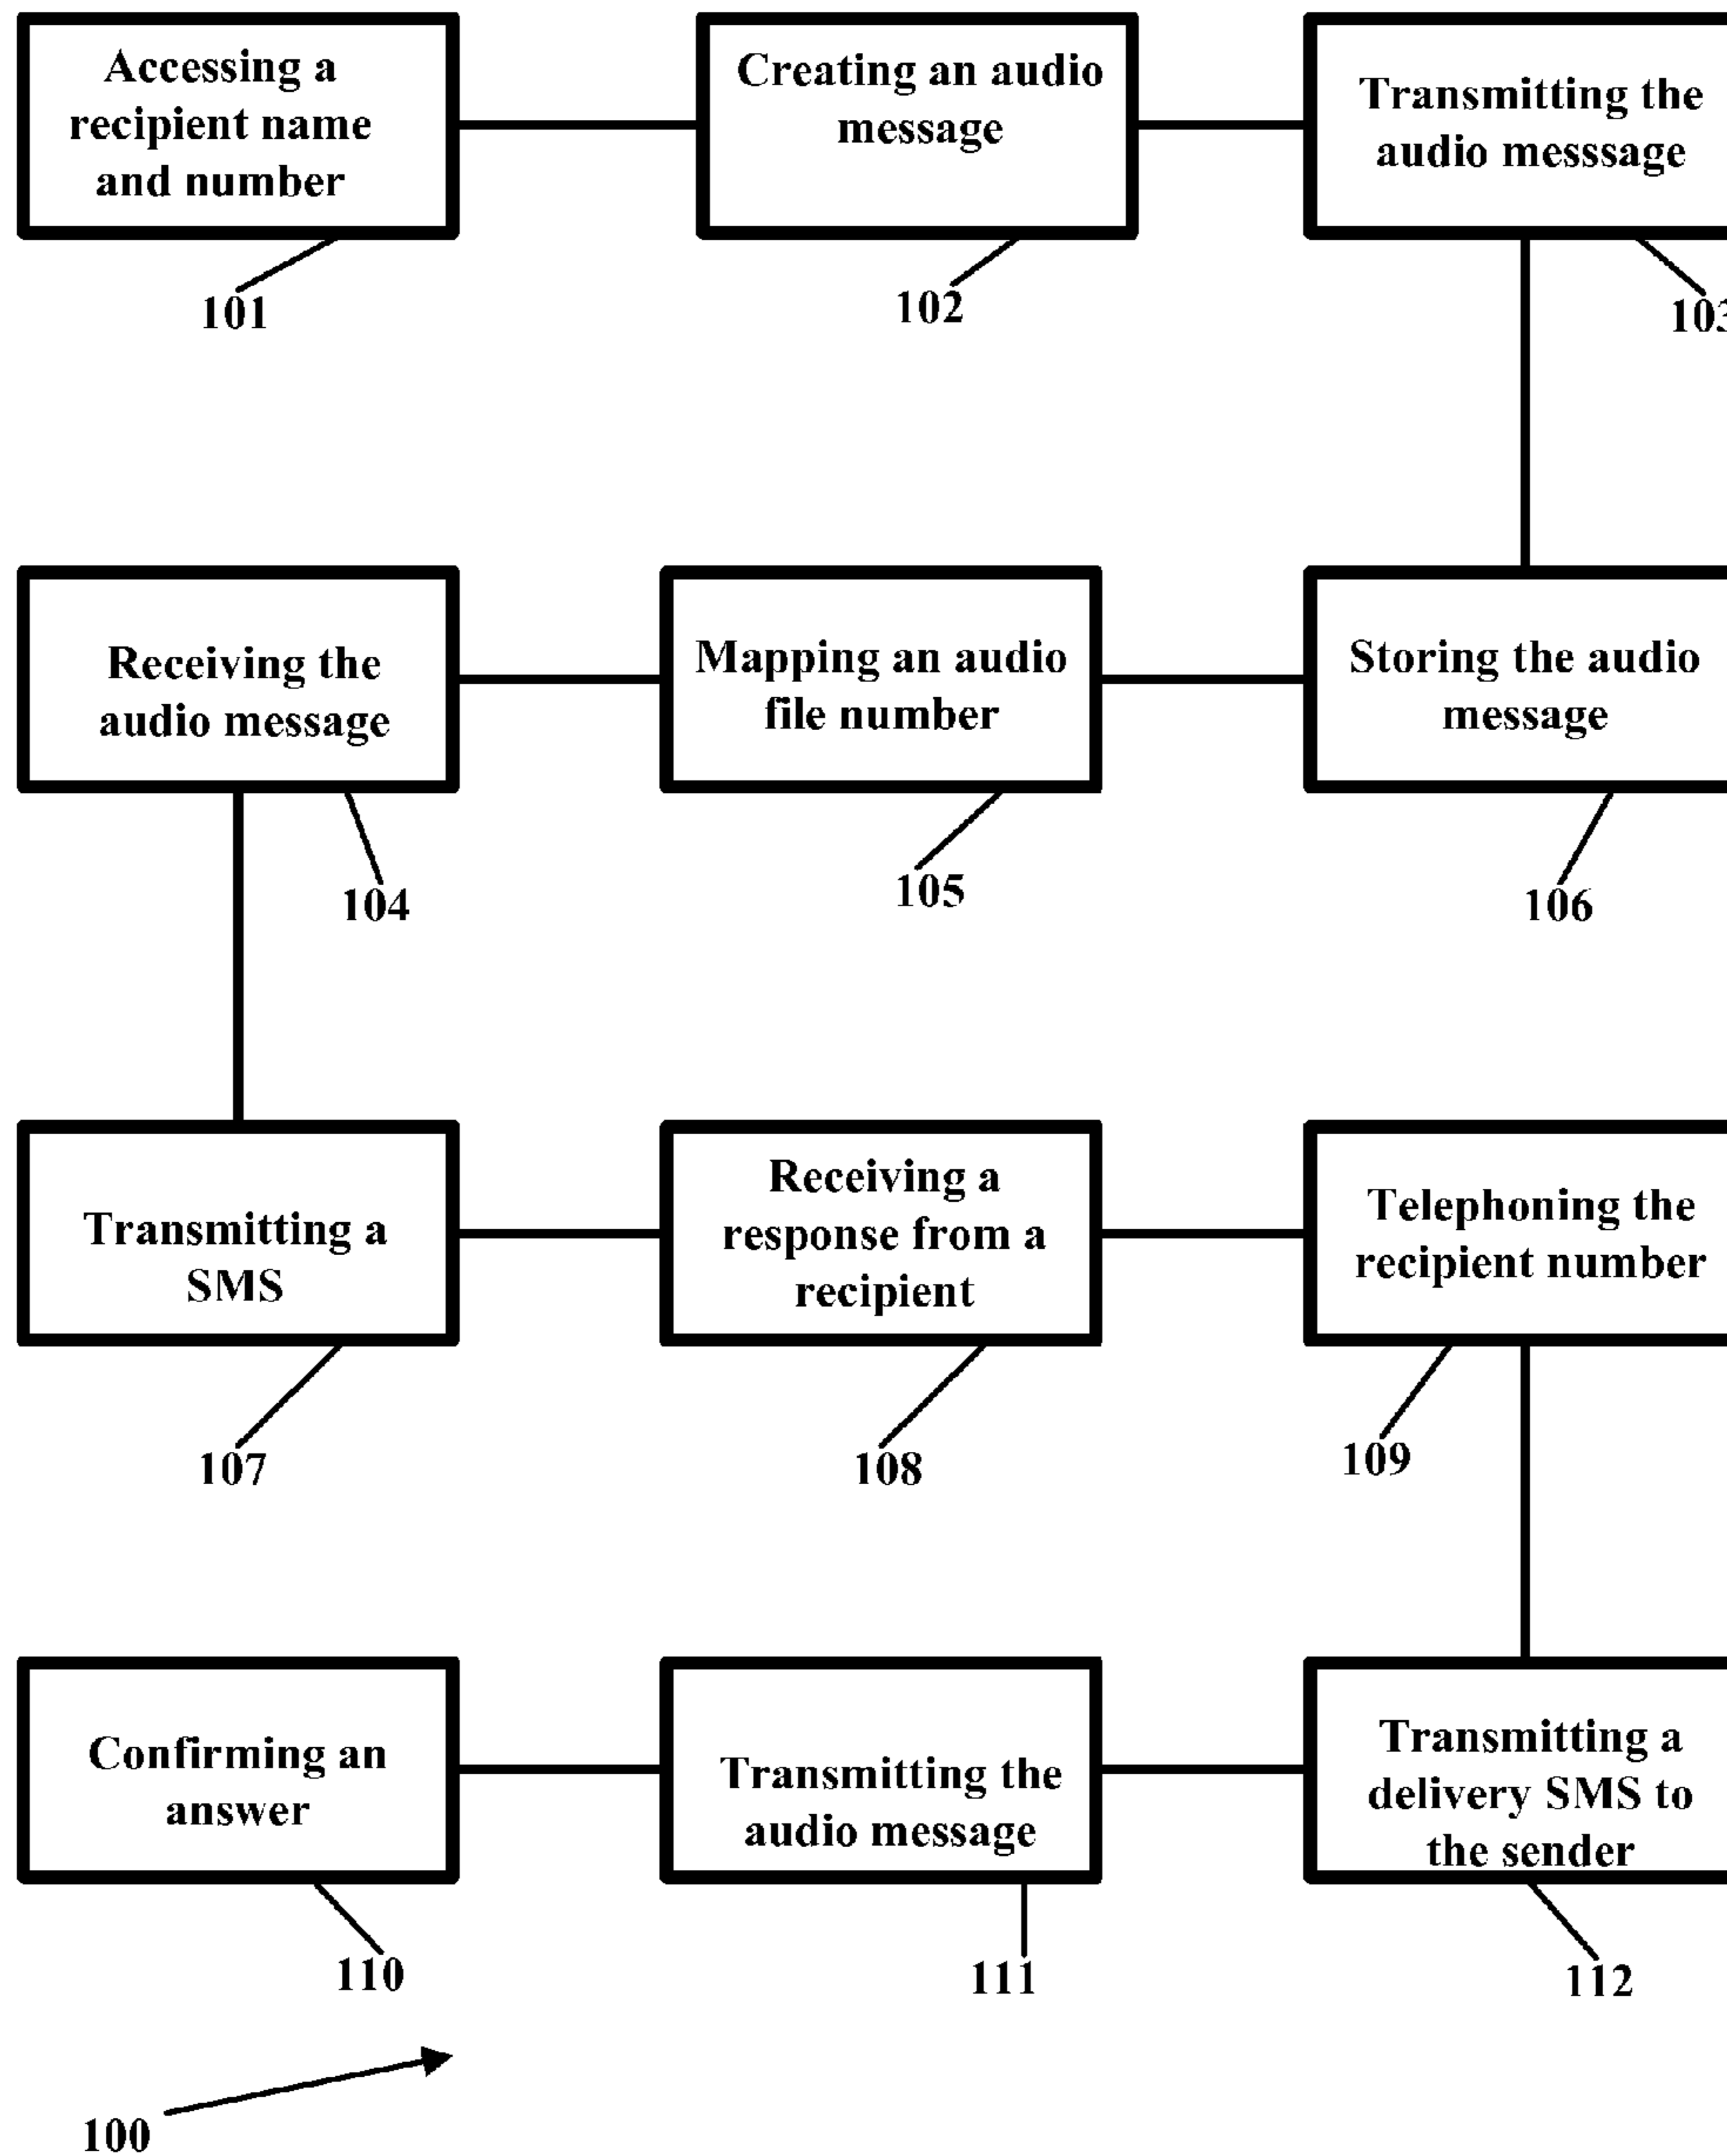 Accessing a
recipient name
and number
101
Creating an audio
message
102
Transmitting the
audio messsage
103
Receiving the
audio message
104
Mapping an audio
file number
105
Storing the audio
message
106
Transmitting a
SMS
107
Receiving a
response from a
recipient
108
Telephoning the
recipient number
109
Confirming an
answer
110
Transmitting the
audio message
111
Transmitting a
delivery SMS to
the sender
112
100